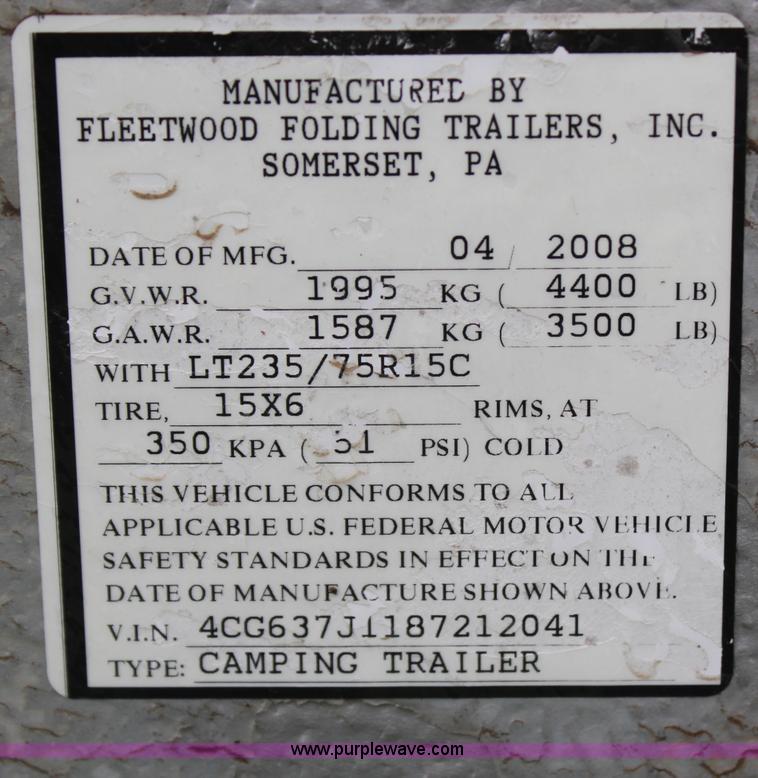 MANUFACTURED BY
FLEETWOOD FOLDING TRAILERS, INC.
SOMERSET, PA
DATE OF MFG. 04 / 2008
G.V.W.R. 1995 KG ( 4400 LB)
G.A.W.R. 1587 KG ( 3500 LB)
WITH LT235/75R15C
TIRE, 15X6 RIMS, AT
350 KPA ( 51 PSI) COLD
THIS VEHICLE CONFORMS TO ALL
APPLICABLE U.S. FEDERAL MOTOR VEHICLE
SAFETY STANDARDS IN EFFECT ON THE
DATE OF MANUFACTURE SHOWN ABOVE.
V.I.N. 4CG637J1187212041
TYPE: CAMPING TRAILER
www.purplewave.com